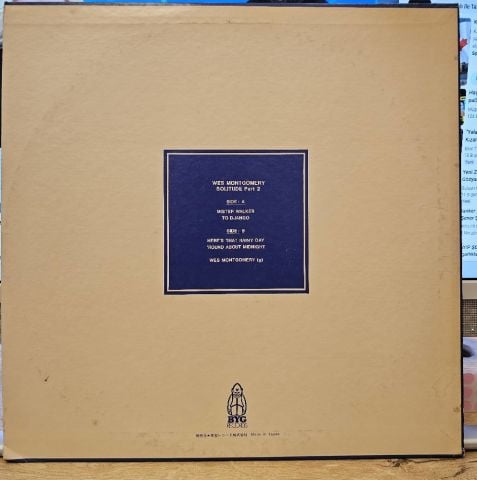 WES MONTGOMERY
SOLITUDE Part 2
SIDE - A
MISTER WALKER
TO DJANGO
SIDE - B
HERE'S THAT RAINY DAY
'ROUND ABOUT MIDNIGHT
WES MONTGOMERY (g)
BYG
RECORDS
Made in Japan